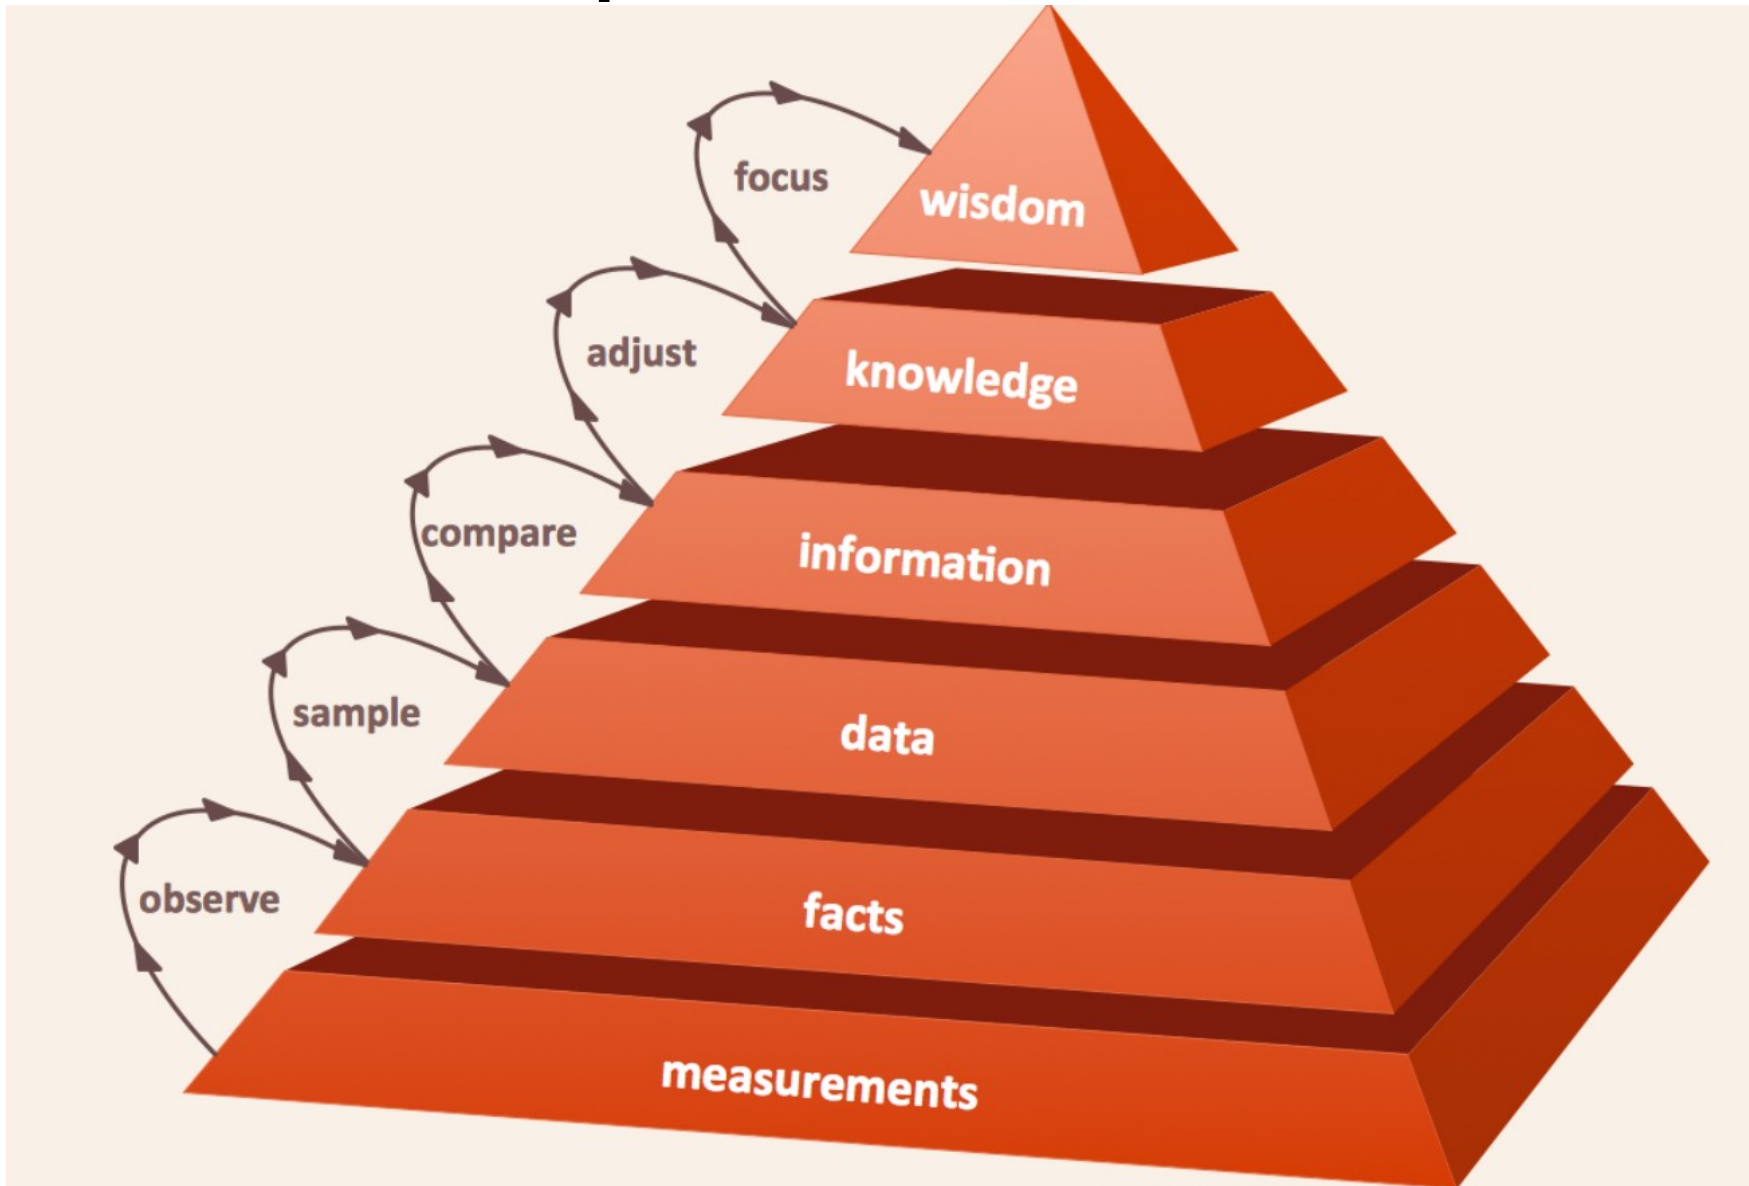 focus
wisdom
adjust
knowledge
compare
information
sample
data
observe
facts
measurements